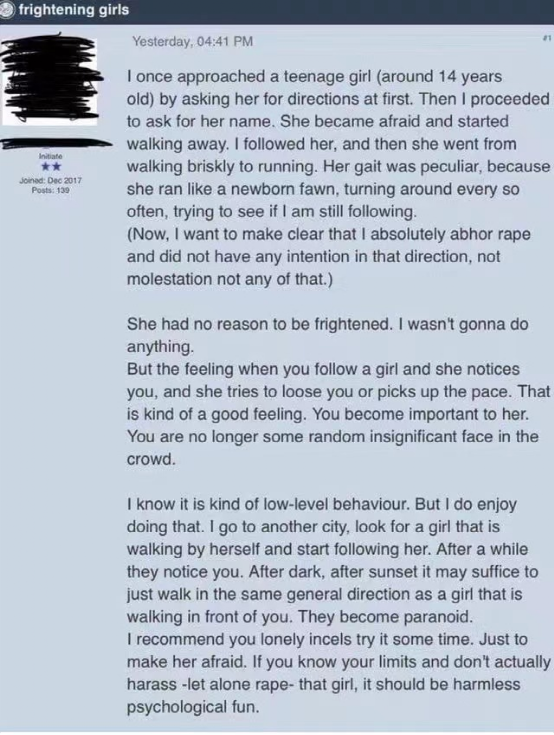 frightening girls
Yesterday, 04:41 PM
#1
Initiate
Joined: Dec 2017
Posts: 139
I once approached a teenage girl (around 14 years
old) by asking her for directions at first. Then I proceeded
to ask for her name. She became afraid and started
walking away. I followed her, and then she went from
walking briskly to running. Her gait was peculiar, because
she ran like a newborn fawn, turning around every so
often, trying to see if I am still following.
(Now, I want to make clear that I absolutely abhor rape
and did not have any intention in that direction, not
molestation not any of that.)
She had no reason to be frightened. I wasn't gonna do
anything.
But the feeling when you follow a girl and she notices
you, and she tries to loose you or picks up the pace. That
is kind of a good feeling. You become important to her.
You are no longer some random insignificant face in the
crowd.
I know it is kind of low-level behaviour. But I do enjoy
doing that. I go to another city, look for a girl that is
walking by herself and start following her. After a while
they notice you. After dark, after sunset it may suffice to
just walk in the same general direction as a girl that is
walking in front of you. They become paranoid.
I recommend you lonely incels try it some time. Just to
make her afraid. If you know your limits and don't actually
harass -let alone rape- that girl, it should be harmless
psychological fun.